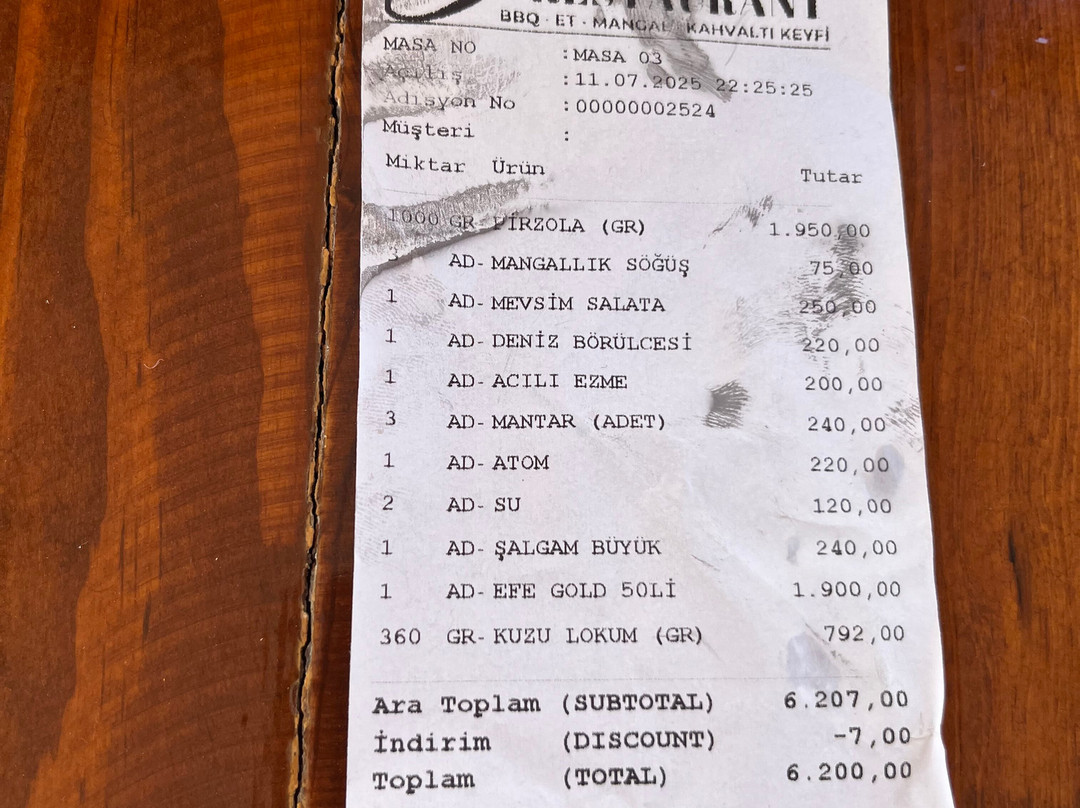 RESTAURANT
BBQ · ET · MANGAL · KAHVALTI KEYFİ
MASA NO :MASA 03
Açılış :11.07.2025 22:25:25
Adisyon No :00000002524
Müşteri :
Miktar Ürün Tutar
1000 GR- PİRZOLA (GR) 1.950,00
3 AD- MANGALLIK SÖĞÜŞ 75,00
1 AD- MEVSİM SALATA 250,00
1 AD- DENİZ BÖRÜLCESİ 220,00
1 AD- ACILI EZME 200,00
3 AD- MANTAR (ADET) 240,00
1 AD- ATOM 220,00
2 AD- SU 120,00
1 AD- ŞALGAM BÜYÜK 240,00
1 AD- EFE GOLD 50Lİ 1.900,00
360 GR- KUZU LOKUM (GR) 792,00
Ara Toplam (SUBTOTAL) 6.207,00
İndirim (DISCOUNT) -7,00
Toplam (TOTAL) 6.200,00